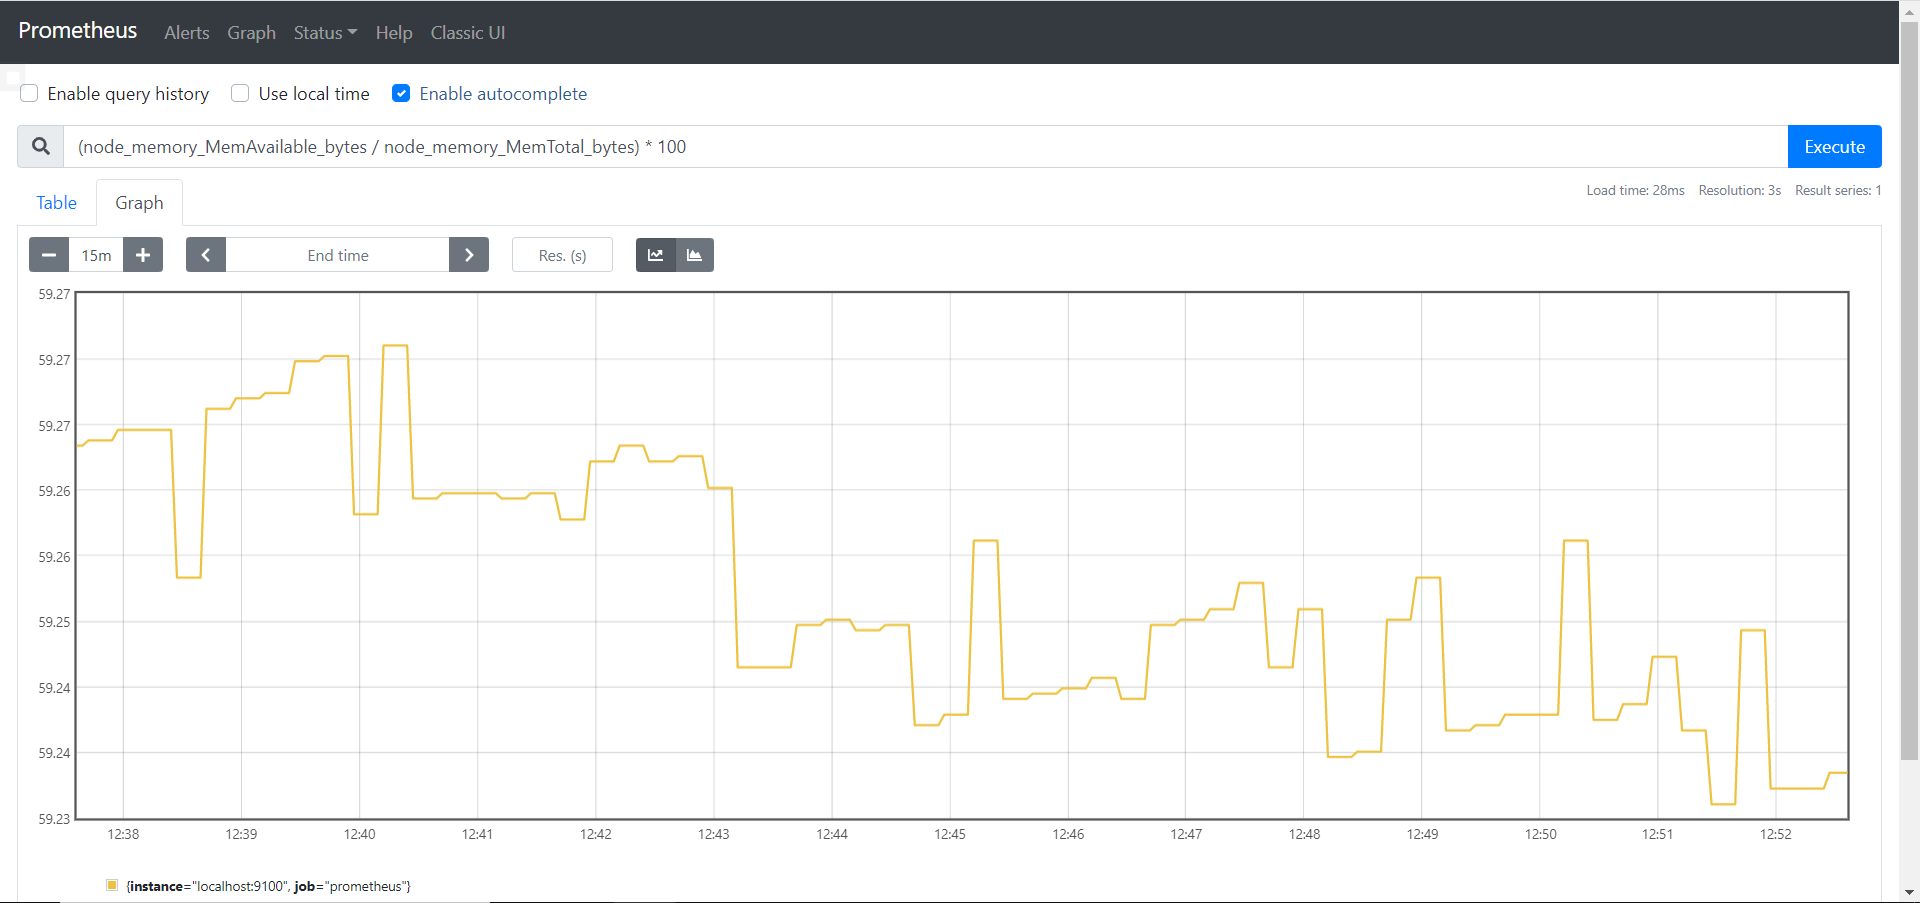 Prometheus Alerts Graph Status Help Classic UI
Enable query history Use local time Enable autocomplete
(node_memory_MemAvailable_bytes / node_memory_MemTotal_bytes) * 100 Execute
Load time: 28ms Resolution: 3s Result series: 1
Table Graph
15m End time Res. (s)
59.27
59.27
59.27
59.26
59.26
59.25
59.24
59.24
59.23
12:38 12:39 12:40 12:41 12:42 12:43 12:44 12:45 12:46 12:47 12:48 12:49 12:50 12:51 12:52
{instance="localhost:9100", job="prometheus"}